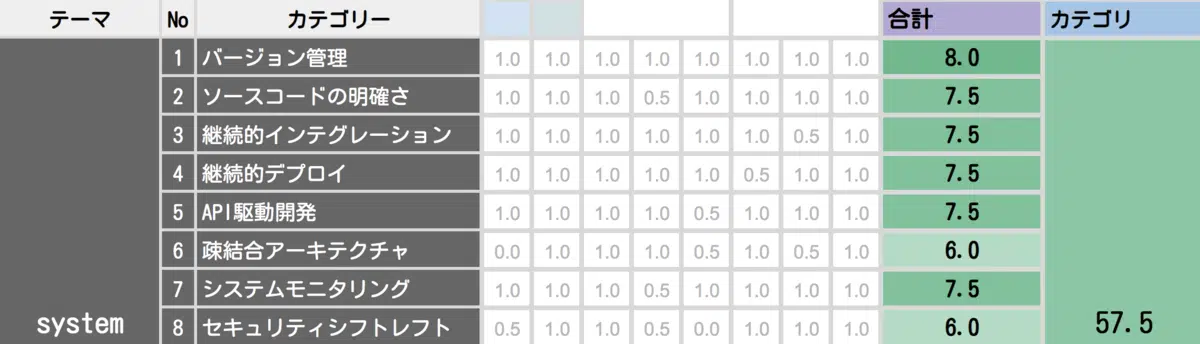 テーマ No カテゴリー 合計 カテゴリ
1 バージョン管理 1.0 1.0 1.0 1.0 1.0 1.0 1.0 1.0 8.0
2 ソースコードの明確さ 1.0 1.0 1.0 0.5 1.0 1.0 1.0 1.0 7.5
3 継続的インテグレーション 1.0 1.0 1.0 1.0 1.0 1.0 0.5 1.0 7.5
4 継続的デプロイ 1.0 1.0 1.0 1.0 1.0 0.5 1.0 1.0 7.5
5 API駆動開発 1.0 1.0 1.0 1.0 0.5 1.0 1.0 1.0 7.5
6 疎結合アーキテクチャ 0.0 1.0 1.0 1.0 0.5 1.0 0.5 1.0 6.0
7 システムモニタリング 1.0 1.0 1.0 0.5 1.0 1.0 1.0 1.0 7.5
system 8 セキュリティシフトレフト 0.5 1.0 1.0 0.5 0.0 1.0 1.0 1.0 6.0 57.5